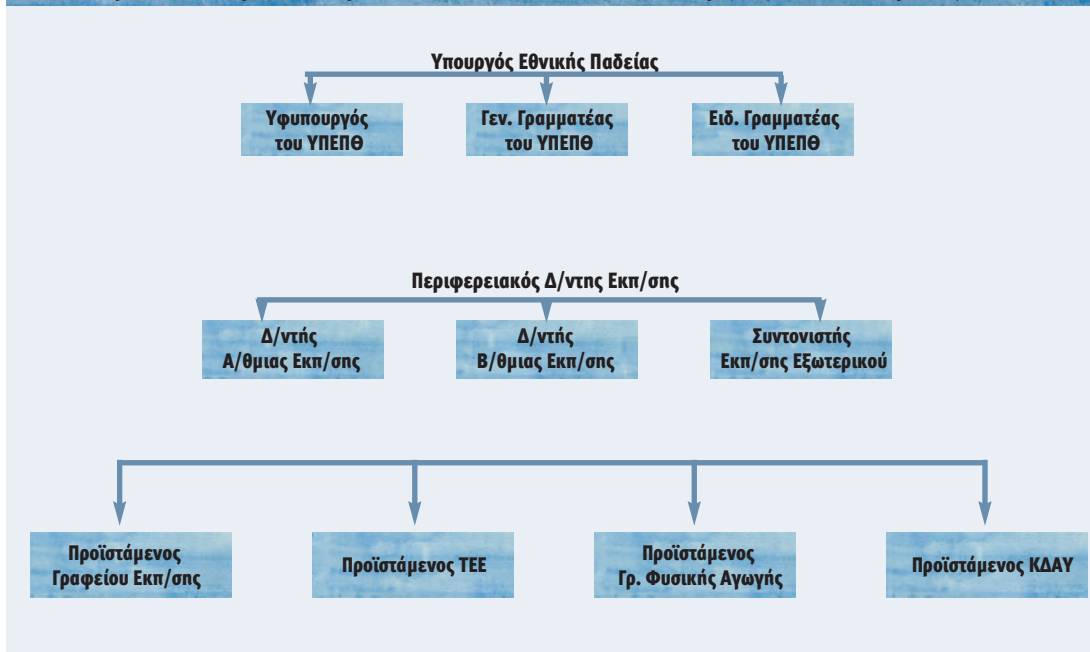 Υπουργός Εθνικής Παδείας
Υφυπουργός
του ΥΠΕΠΘ
Γεν. Γραμματέας
του ΥΠΕΠΘ
Ειδ. Γραμματέας
του ΥΠΕΠΘ
Περιφερειακός Δ/ντης Εκπ/σης
Δ/ντής
Α/θμιας Εκπ/σης
Δ/ντής
Β/θμιας Εκπ/σης
Συντονιστής
Εκπ/σης Εξωτερικού
Προϊστάμενος
Γραφείου Εκπ/σης
Προϊστάμενος ΤΕΕ
Προϊστάμενος
Γρ. Φυσικής Αγωγής
Προϊστάμενος ΚΔΑΥ